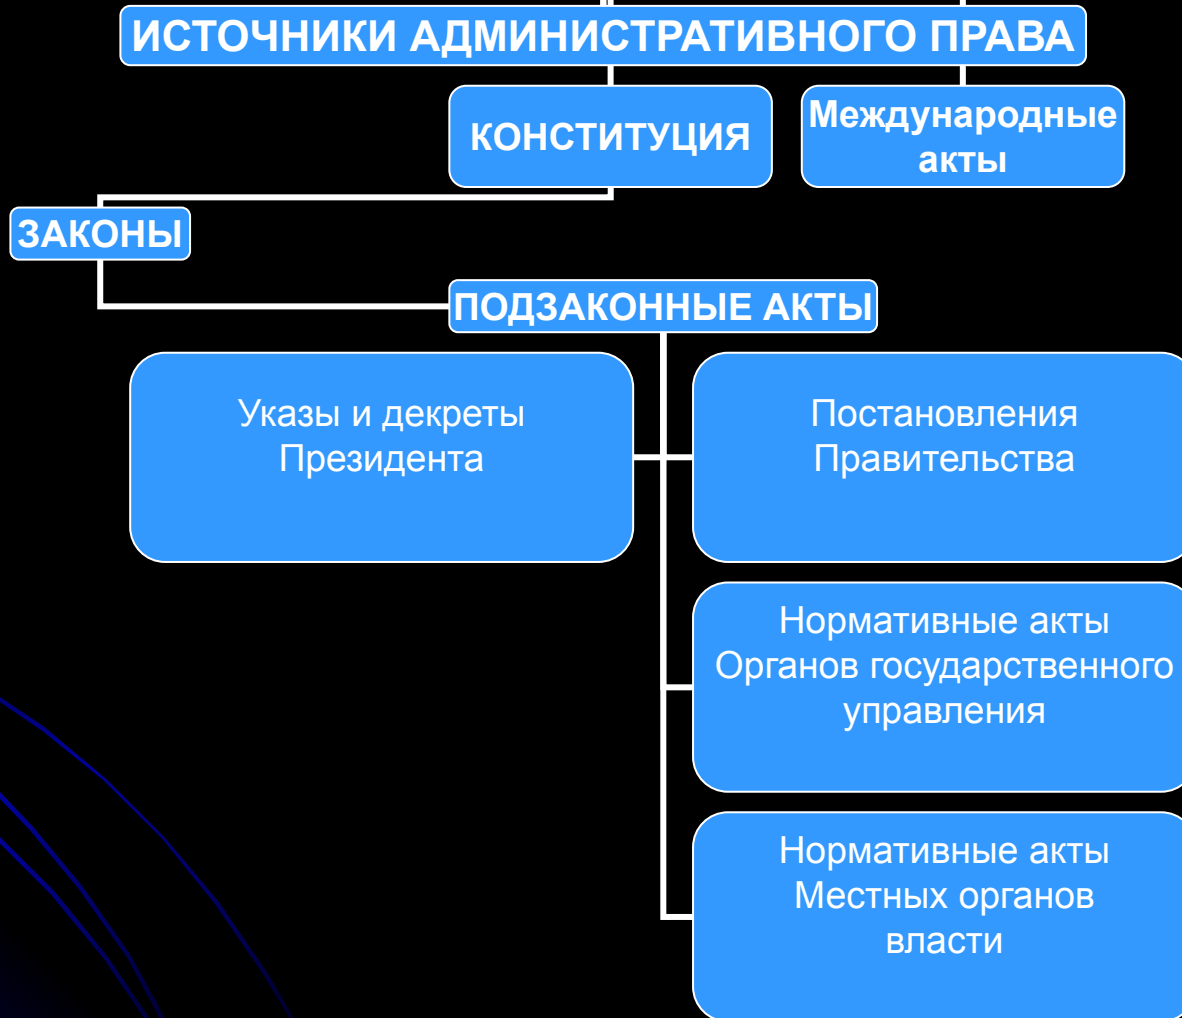 ИСТОЧНИКИ АДМИНИСТРАТИВНОГО ПРАВА
КОНСТИТУЦИЯ
Международные
акты
ЗАКОНЫ
ПОДЗАКОННЫЕ АКТЫ
Указы и декреты
Президента
Постановления
Правительства
Нормативные акты
Органов государственного
управления
Нормативные акты
Местных органов
власти